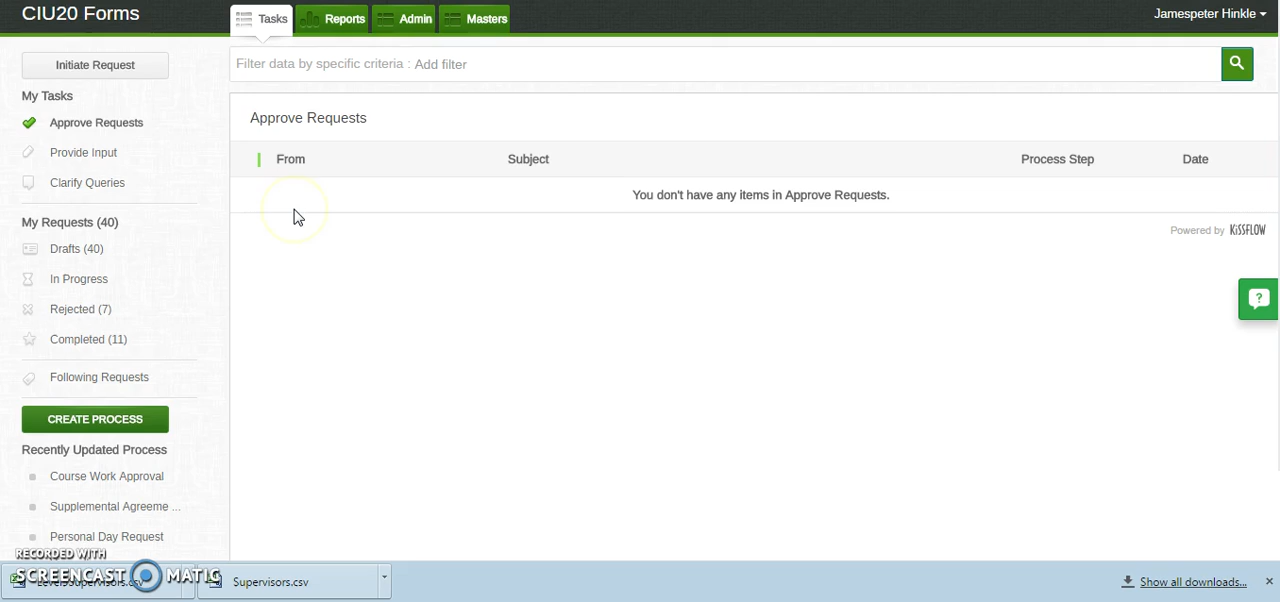 CIU20 Forms
Tasks
Reports
Admin
Masters
Jamespeter Hinkle
Initiate Request
Filter data by specific criteria : Add filter
My Tasks
Approve Requests
Provide Input
Clarify Queries
My Requests (40)
Drafts (40)
In Progress
Rejected (7)
Completed (11)
Following Requests
CREATE PROCESS
Recently Updated Process
Course Work Approval
Supplemental Agreeme ...
Personal Day Request
Approve Requests
From Subject Process Step Date
You don't have any items in Approve Requests.
Powered by KiSSFLOW
?
RECORDED WITH
SCREENCAST MATIC
Supervisors.csv
Show all downloads...